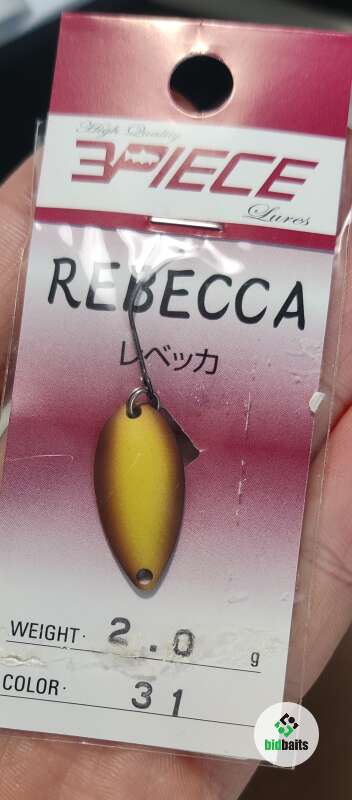 High Quality
3PIECE
Lures
REBECCA
レベッカ
WEIGHT· 2.0 g
COLOR· 31
bidbaits